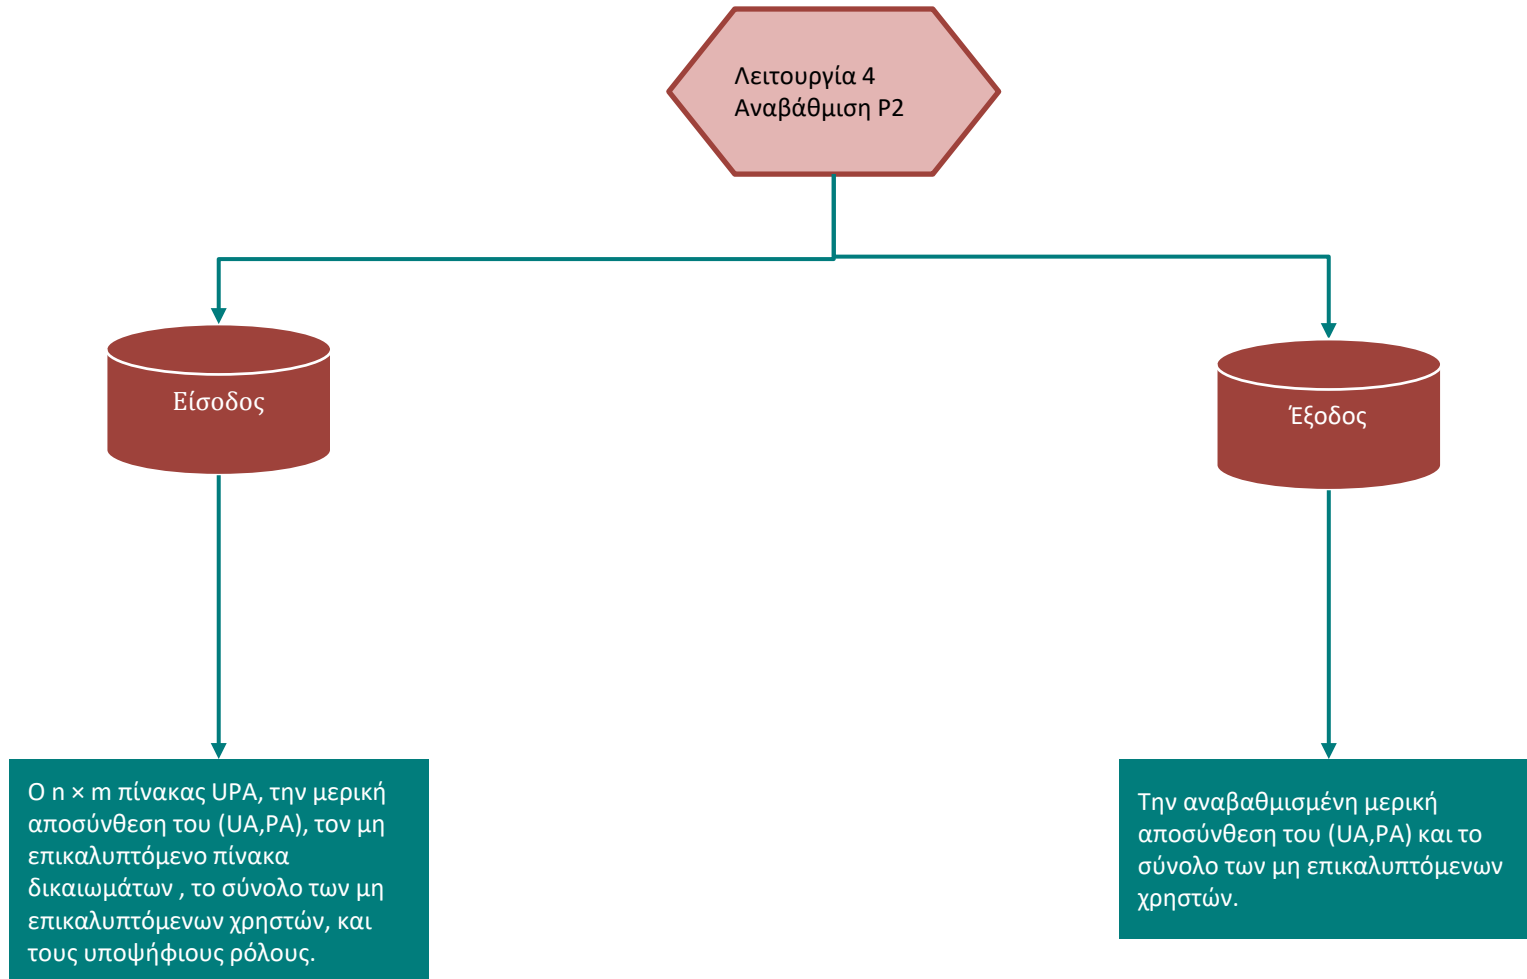 Λειτουργία 4
Αναβάθμιση P2
Είσοδος
Έξοδος
Ο n × m πίνακας UPA, την μερική
αποσύνθεση του (UA,PA), τον μη
επικαλυπτόμενο πίνακα
δικαιωμάτων , το σύνολο των μη
επικαλυπτόμενων χρηστών, και
τους υποψήφιους ρόλους.
Την αναβαθμισμένη μερική
αποσύνθεση του (UA,PA) και το
σύνολο των μη επικαλυπτόμενων
χρηστών.